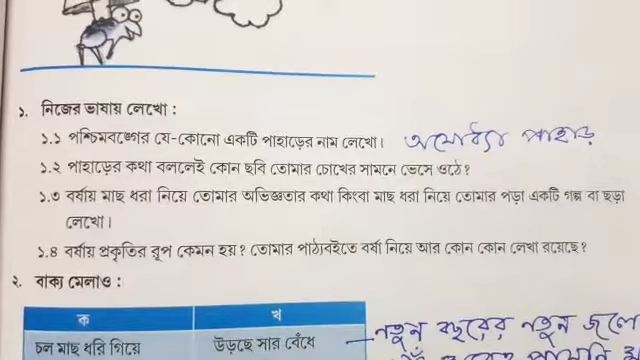 ১. নিজের ভাষায় লেখো :
১.১ পশ্চিমবঙ্গের যে-কোনো একটি পাহাড়ের নাম লেখো। অযোধ্যা পাহাড়
১.২ পাহাড়ের কথা বললেই কোন ছবি তোমার চোখের সামনে ভেসে ওঠে?
১.৩ বর্ষায় মাছ ধরা নিয়ে তোমার অভিজ্ঞতার কথা কিংবা মাছ ধরা নিয়ে তোমার পড়া একটি গল্প বা ছড়া
লেখো।
১.৪ বর্ষায় প্রকৃতির রূপ কেমন হয়? তোমার পাঠ্যবইতে বর্ষা নিয়ে আর কোন কোন লেখা রয়েছে?
২. বাক্য মেলাও :
ক খ
চল মাছ ধরি গিয়ে উড়ছে সার বেঁধে নতুন বছরের নতুন জলে